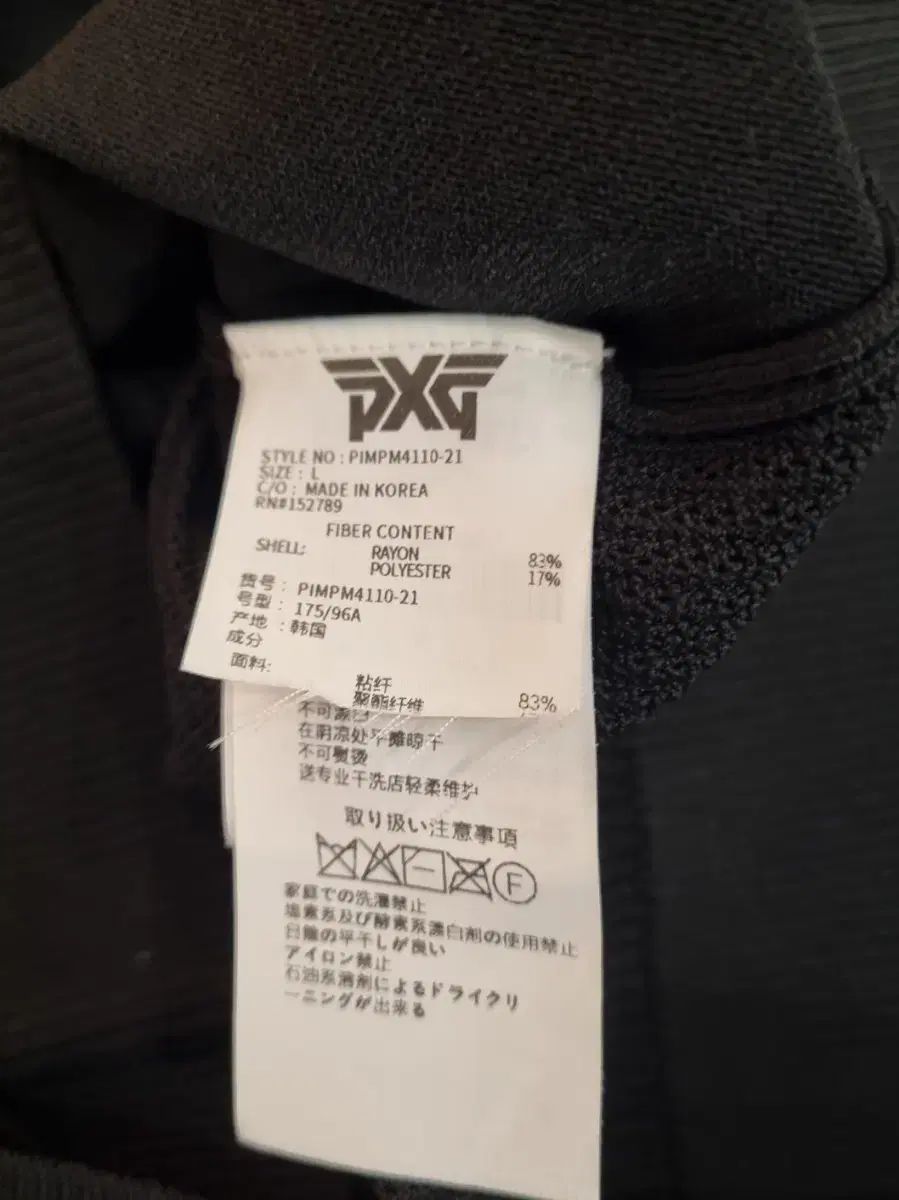 PXG
STYLE NO : PIMPM4110-21
SIZE : L
C/O : MADE IN KOREA
RN#152789
FIBER CONTENT
SHELL: RAYON 83%
POLYESTER 17%
货号 : PIMPM4110-21
号型 : 175/96A
产地 : 韩国
成分
面料:
粘纤 83%
聚酯纤维
不可漂白
在阴凉处平摊晾干
不可熨烫
送专业干洗店轻柔维护
取り扱い注意事項
F
家庭での洗濯禁止
塩素系及び酵素系漂白剤の使用禁止
日陰の平干しが良い
アイロン禁止
石油系溶剤によるドライクリ
ーニングが出来る